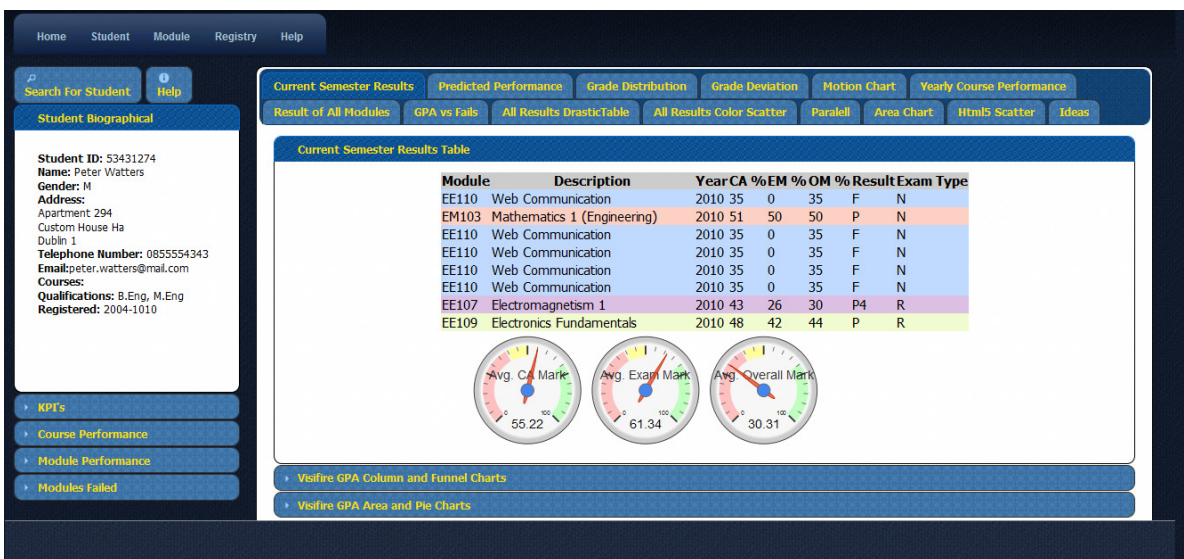 Home Student Module Registry Help
Search For Student Help
Student Biographical
Student ID: 53431274
Name: Peter Watters
Gender: M
Address:
Apartment 294
Custom House Ha
Dublin 1
Telephone Number: 0855554343
Email:peter.watters@mail.com
Courses:
Qualifications: B.Eng, M.Eng
Registered: 2004-1010
KPI's
Course Performance
Module Performance
Modules Failed
Current Semester Results Predicted Performance Grade Distribution Grade Deviation Motion Chart Yearly Course Performance
Result of All Modules GPA vs Fails All Results DrasticTable All Results Color Scatter Paralell Area Chart Html5 Scatter Ideas
Current Semester Results Table
Module Description Year CA % EM % OM % Result Exam Type
EE110 Web Communication 2010 35 0 35 F N
EM103 Mathematics 1 (Engineering) 2010 51 50 50 P N
EE110 Web Communication 2010 35 0 35 F N
EE110 Web Communication 2010 35 0 35 F N
EE110 Web Communication 2010 35 0 35 F N
EE110 Web Communication 2010 35 0 35 F N
EE107 Electromagnetism 1 2010 43 26 30 P4 R
EE109 Electronics Fundamentals 2010 48 42 44 P R
Avg. CA Mark Avg. Exam Mark Avg. Overall Mark
0 100 0 100 0 100
55.22 61.34 30.31
Visifire GPA Column and Funnel Charts
Visifire GPA Area and Pie Charts